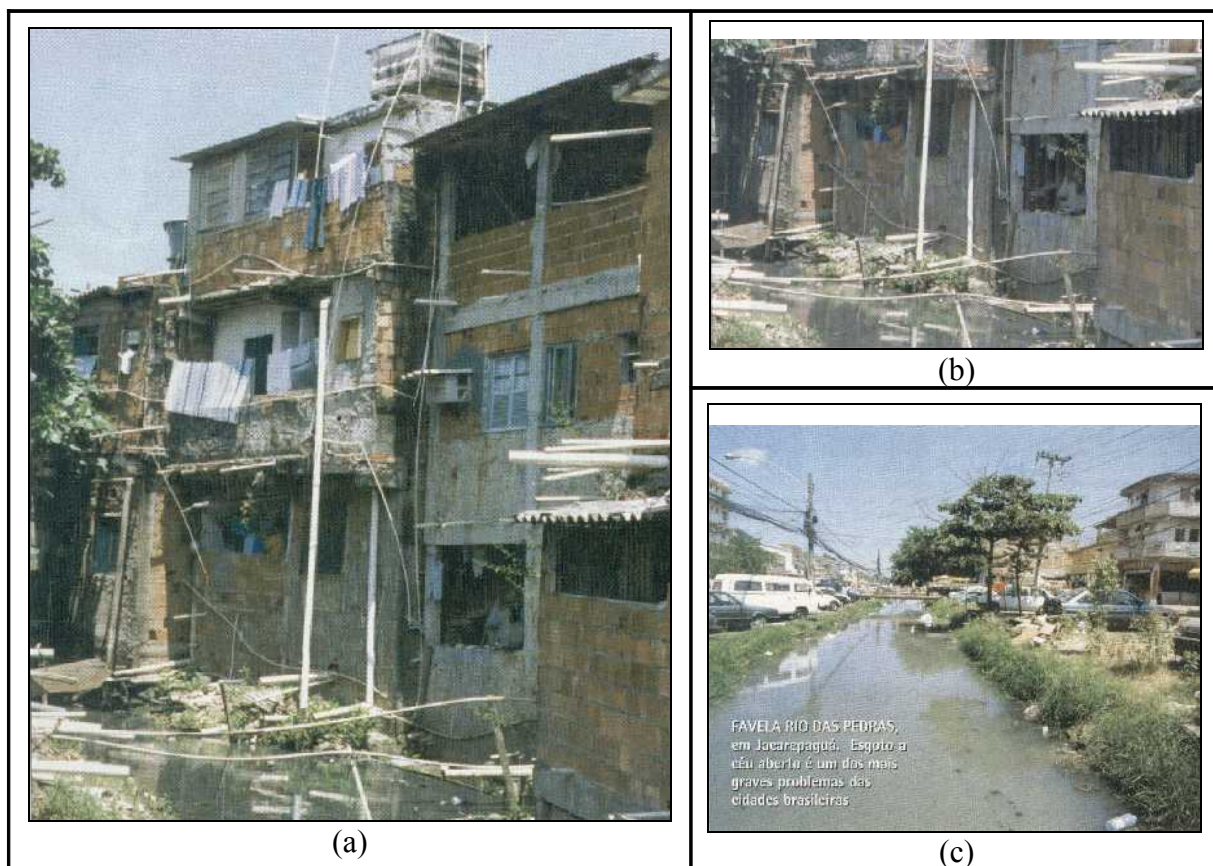 (a)
(b)
FAVELA RIO DAS PEDRAS,
em Jacarepaguá. Esgoto a
céu aberto é um dos mais
graves problemas das
cidades brasileiras
(c)